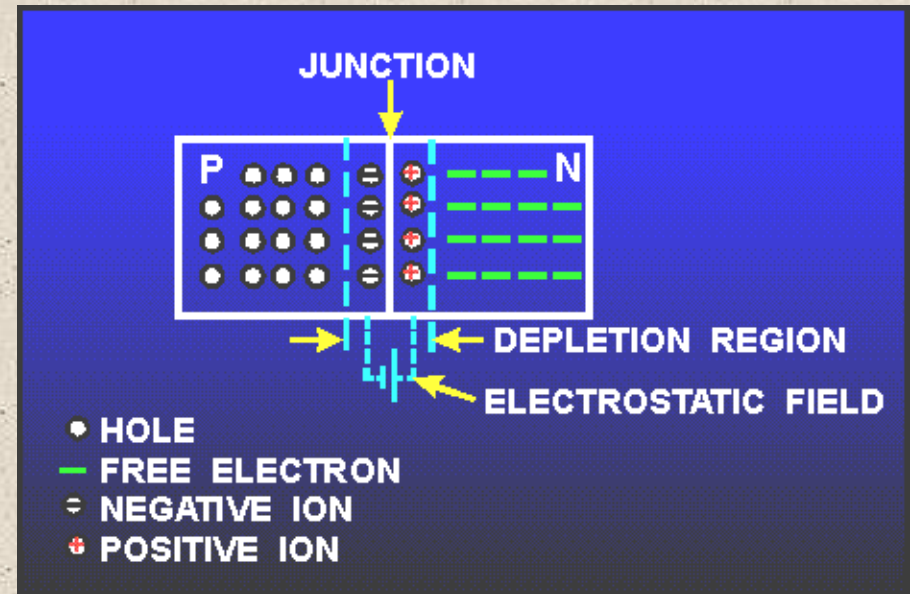 JUNCTION
P N
DEPLETION REGION
ELECTROSTATIC FIELD
HOLE
FREE ELECTRON
NEGATIVE ION
POSITIVE ION